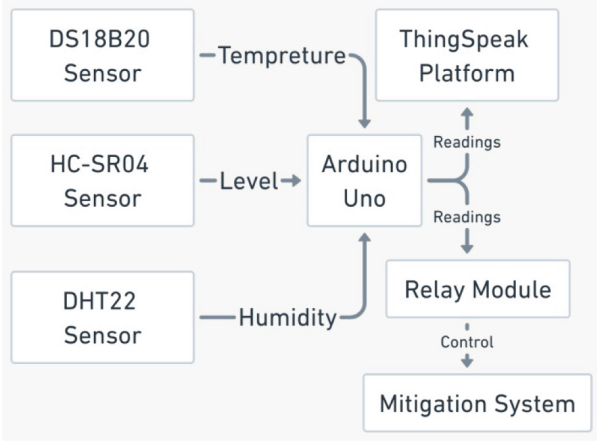 DS18B20
Sensor
Tempreture
ThingSpeak
Platform
Readings
HC-SR04
Sensor
Level
Arduino
Uno
Readings
DHT22
Sensor
Humidity
Relay Module
Control
Mitigation System